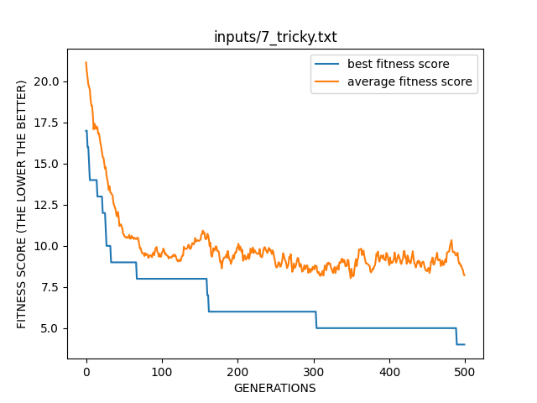 inputs/7_tricky.txt
best fitness score
average fitness score
FITNESS SCORE (THE LOWER THE BETTER)
20.0
17.5
15.0
12.5
10.0
7.5
5.0
0 100 200 300 400 500
GENERATIONS